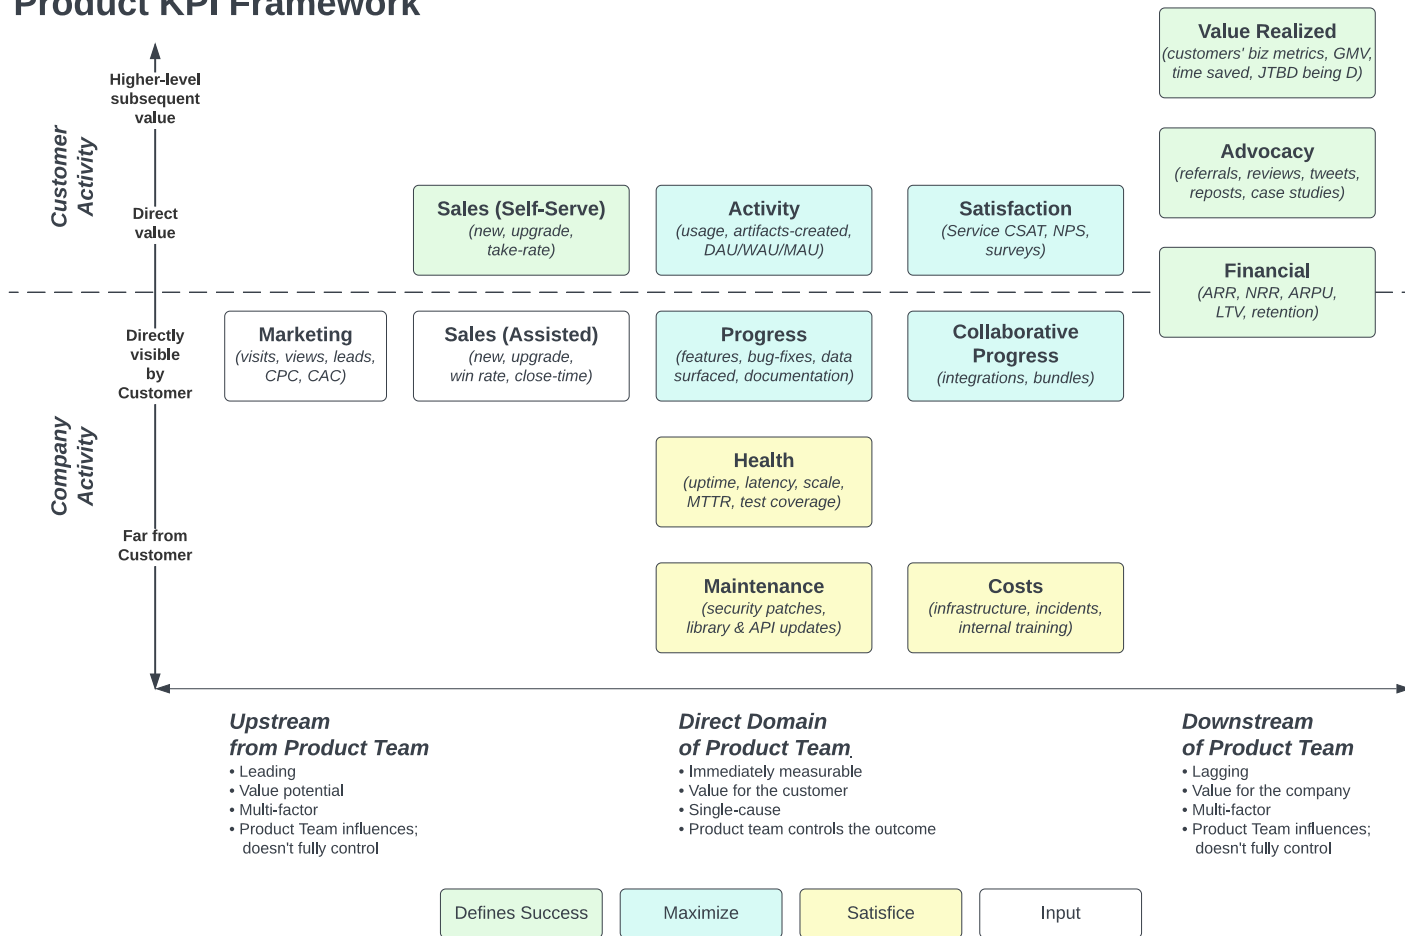 Product KPI Framework
Value Realized
(customers' biz metrics, GMV,
time saved, JTBD being D)
Higher-level
subsequent
value
Customer
Activity
Advocacy
(referrals, reviews, tweets,
reposts, case studies)
Direct
value
Sales (Self-Serve)
(new, upgrade,
take-rate)
Activity
(usage, artifacts-created,
DAU/WAU/MAU)
Satisfaction
(Service CSAT, NPS,
surveys)
Financial
(ARR, NRR, ARPU,
LTV, retention)
Directly
visible
by
Customer
Marketing
(visits, views, leads,
CPC, CAC)
Sales (Assisted)
(new, upgrade,
win rate, close-time)
Progress
(features, bug-fixes, data
surfaced, documentation)
Collaborative
Progress
(integrations, bundles)
Company
Activity
Health
(uptime, latency, scale,
MTTR, test coverage)
Far from
Customer
Maintenance
(security patches,
library & API updates)
Costs
(infrastructure, incidents,
internal training)
Upstream
from Product Team
• Leading
• Value potential
• Multi-factor
• Product Team influences;
doesn't fully control
Direct Domain
of Product Team.
• Immediately measurable
• Value for the customer
• Single-cause
• Product team controls the outcome
Downstream
of Product Team
• Lagging
• Value for the company
• Multi-factor
• Product Team influences;
doesn't fully control
Defines Success
Maximize
Satisfice
Input